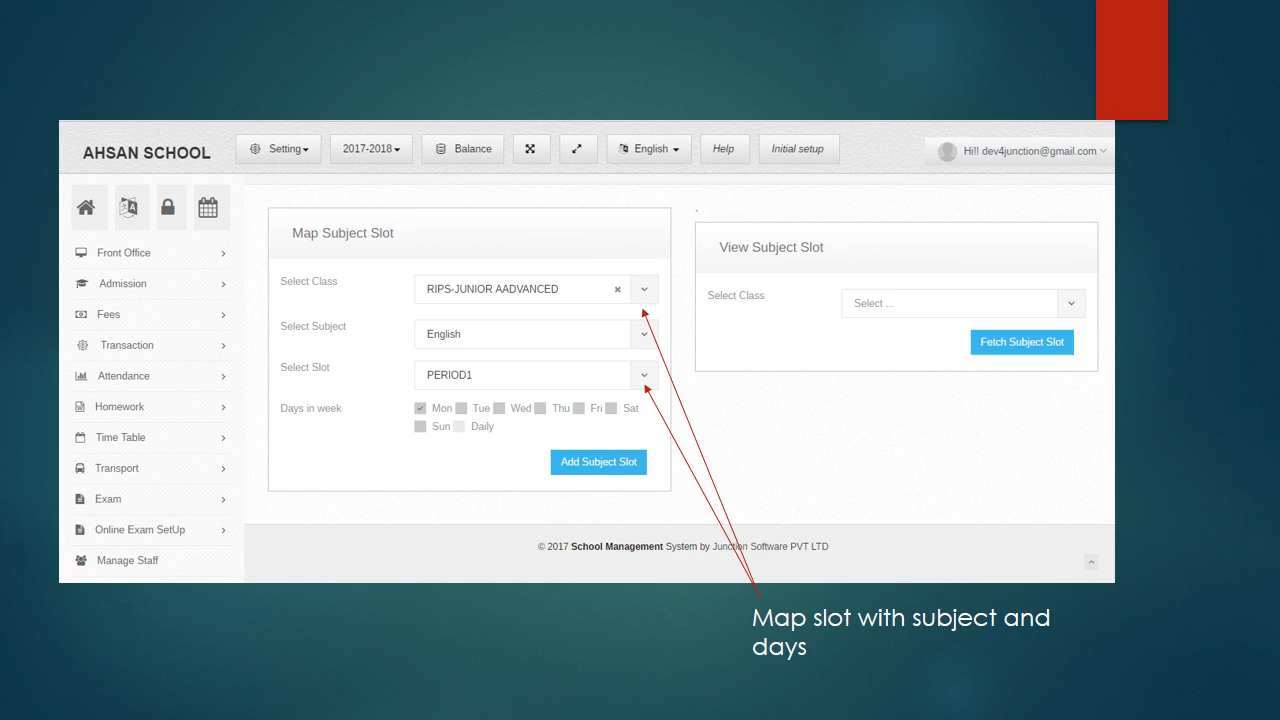 AHSAN SCHOOL
Setting
2017-2018
Balance
English
Help
Initial setup
Hi!! dev4junction@gmail.com
Front Office
Admission
Fees
Transaction
Attendance
Homework
Time Table
Transport
Exam
Online Exam SetUp
Manage Staff
Map Subject Slot
Select Class
RIPS-JUNIOR AADVANCED
Select Subject
English
Select Slot
PERIOD1
Days in week
Mon Tue Wed Thu Fri Sat
Sun Daily
Add Subject Slot
View Subject Slot
Select Class
Select ...
Fetch Subject Slot
© 2017 School Management System by Junction Software PVT LTD
Map slot with subject and
days